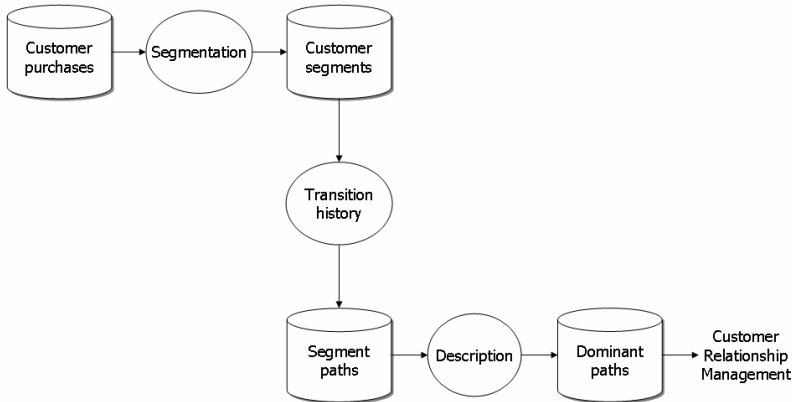 Customer
purchases
Segmentation
Customer
segments
Transition
history
Segment
paths
Description
Dominant
paths
Customer
Relationship
Management